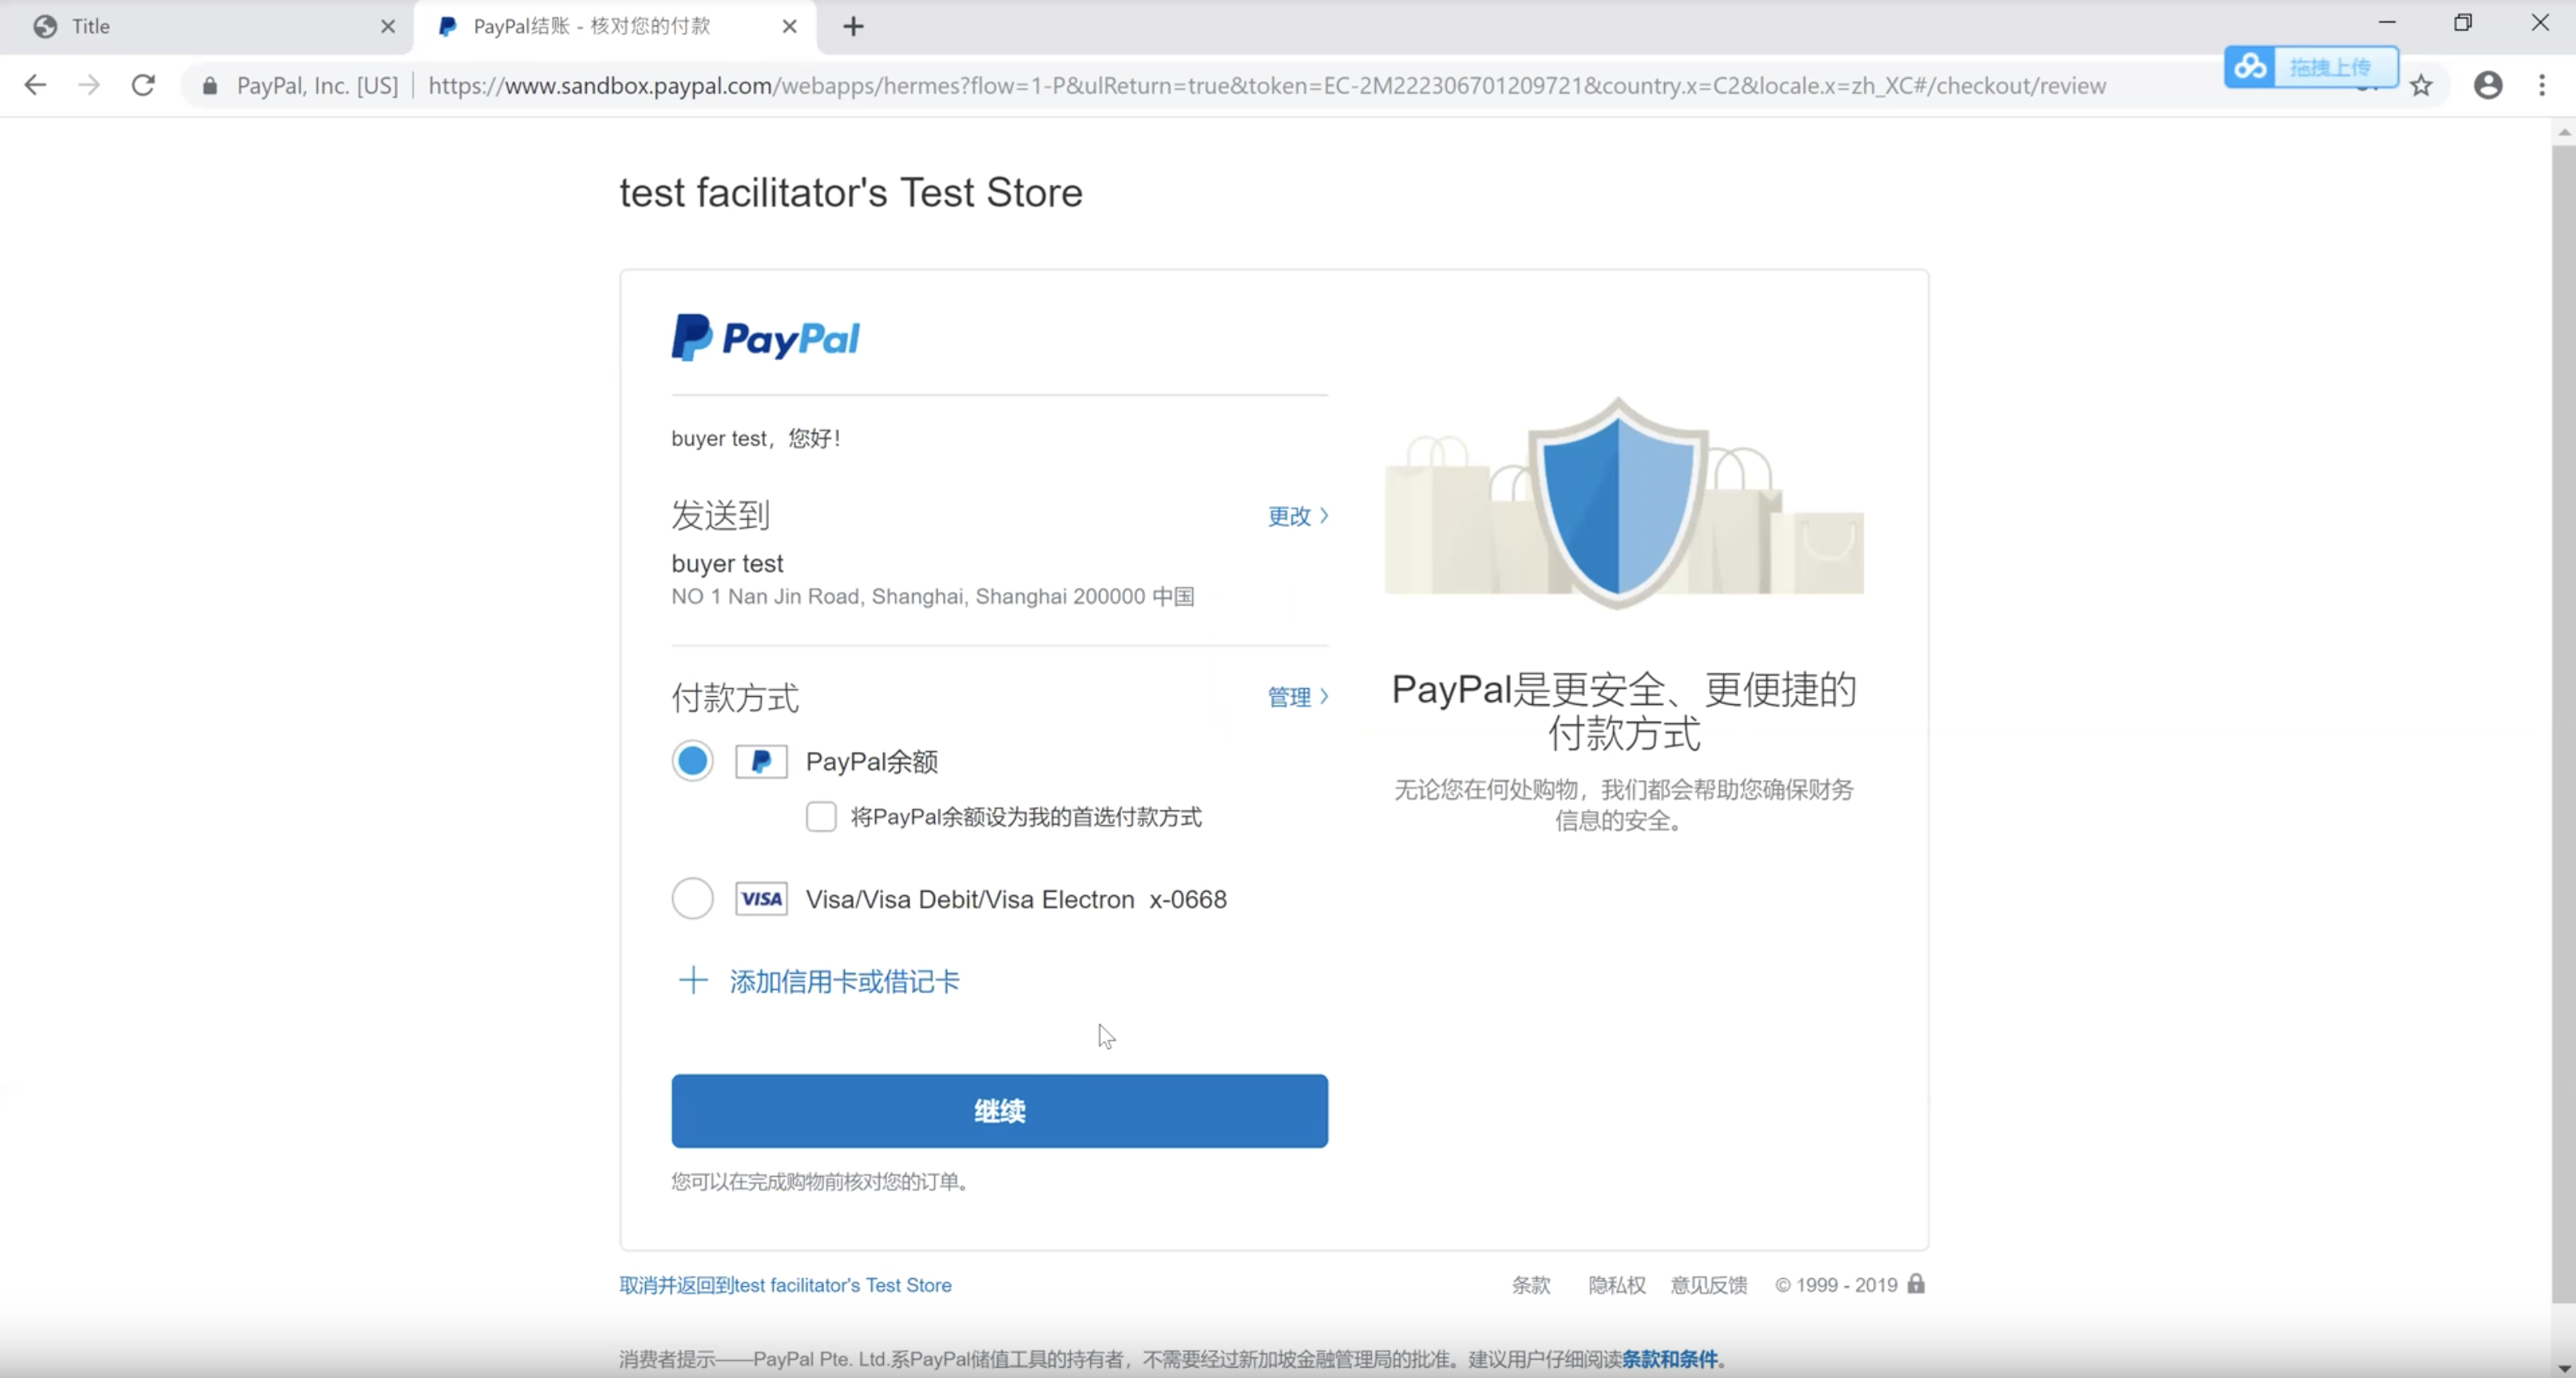 Title
PayPal结账 - 核对您的付款
PayPal, Inc. [US]
https://www.sandbox.paypal.com/webapps/hermes?flow=1-P&ulReturn=true&token=EC-2M222306701209721&country.x=C2&locale.x=zh_XC#/checkout/review
拖拽上传
test facilitator's Test Store
PayPal
buyer test，您好！
发送到
更改
buyer test
NO 1 Nan Jin Road, Shanghai, Shanghai 200000 中国
付款方式
管理
PayPal余额
将PayPal余额设为我的首选付款方式
VISA Visa/Visa Debit/Visa Electron x-0668
添加信用卡或借记卡
继续
您可以在完成购物前核对您的订单。
PayPal是更安全、更便捷的
付款方式
无论您在何处购物，我们都会帮助您确保财务
信息的安全。
取消并返回到test facilitator's Test Store
条款 隐私权 意见反馈 © 1999 - 2019
消费者提示——PayPal Pte. Ltd.系PayPal储值工具的持有者，不需要经过新加坡金融管理局的批准。建议用户仔细阅读条款和条件。